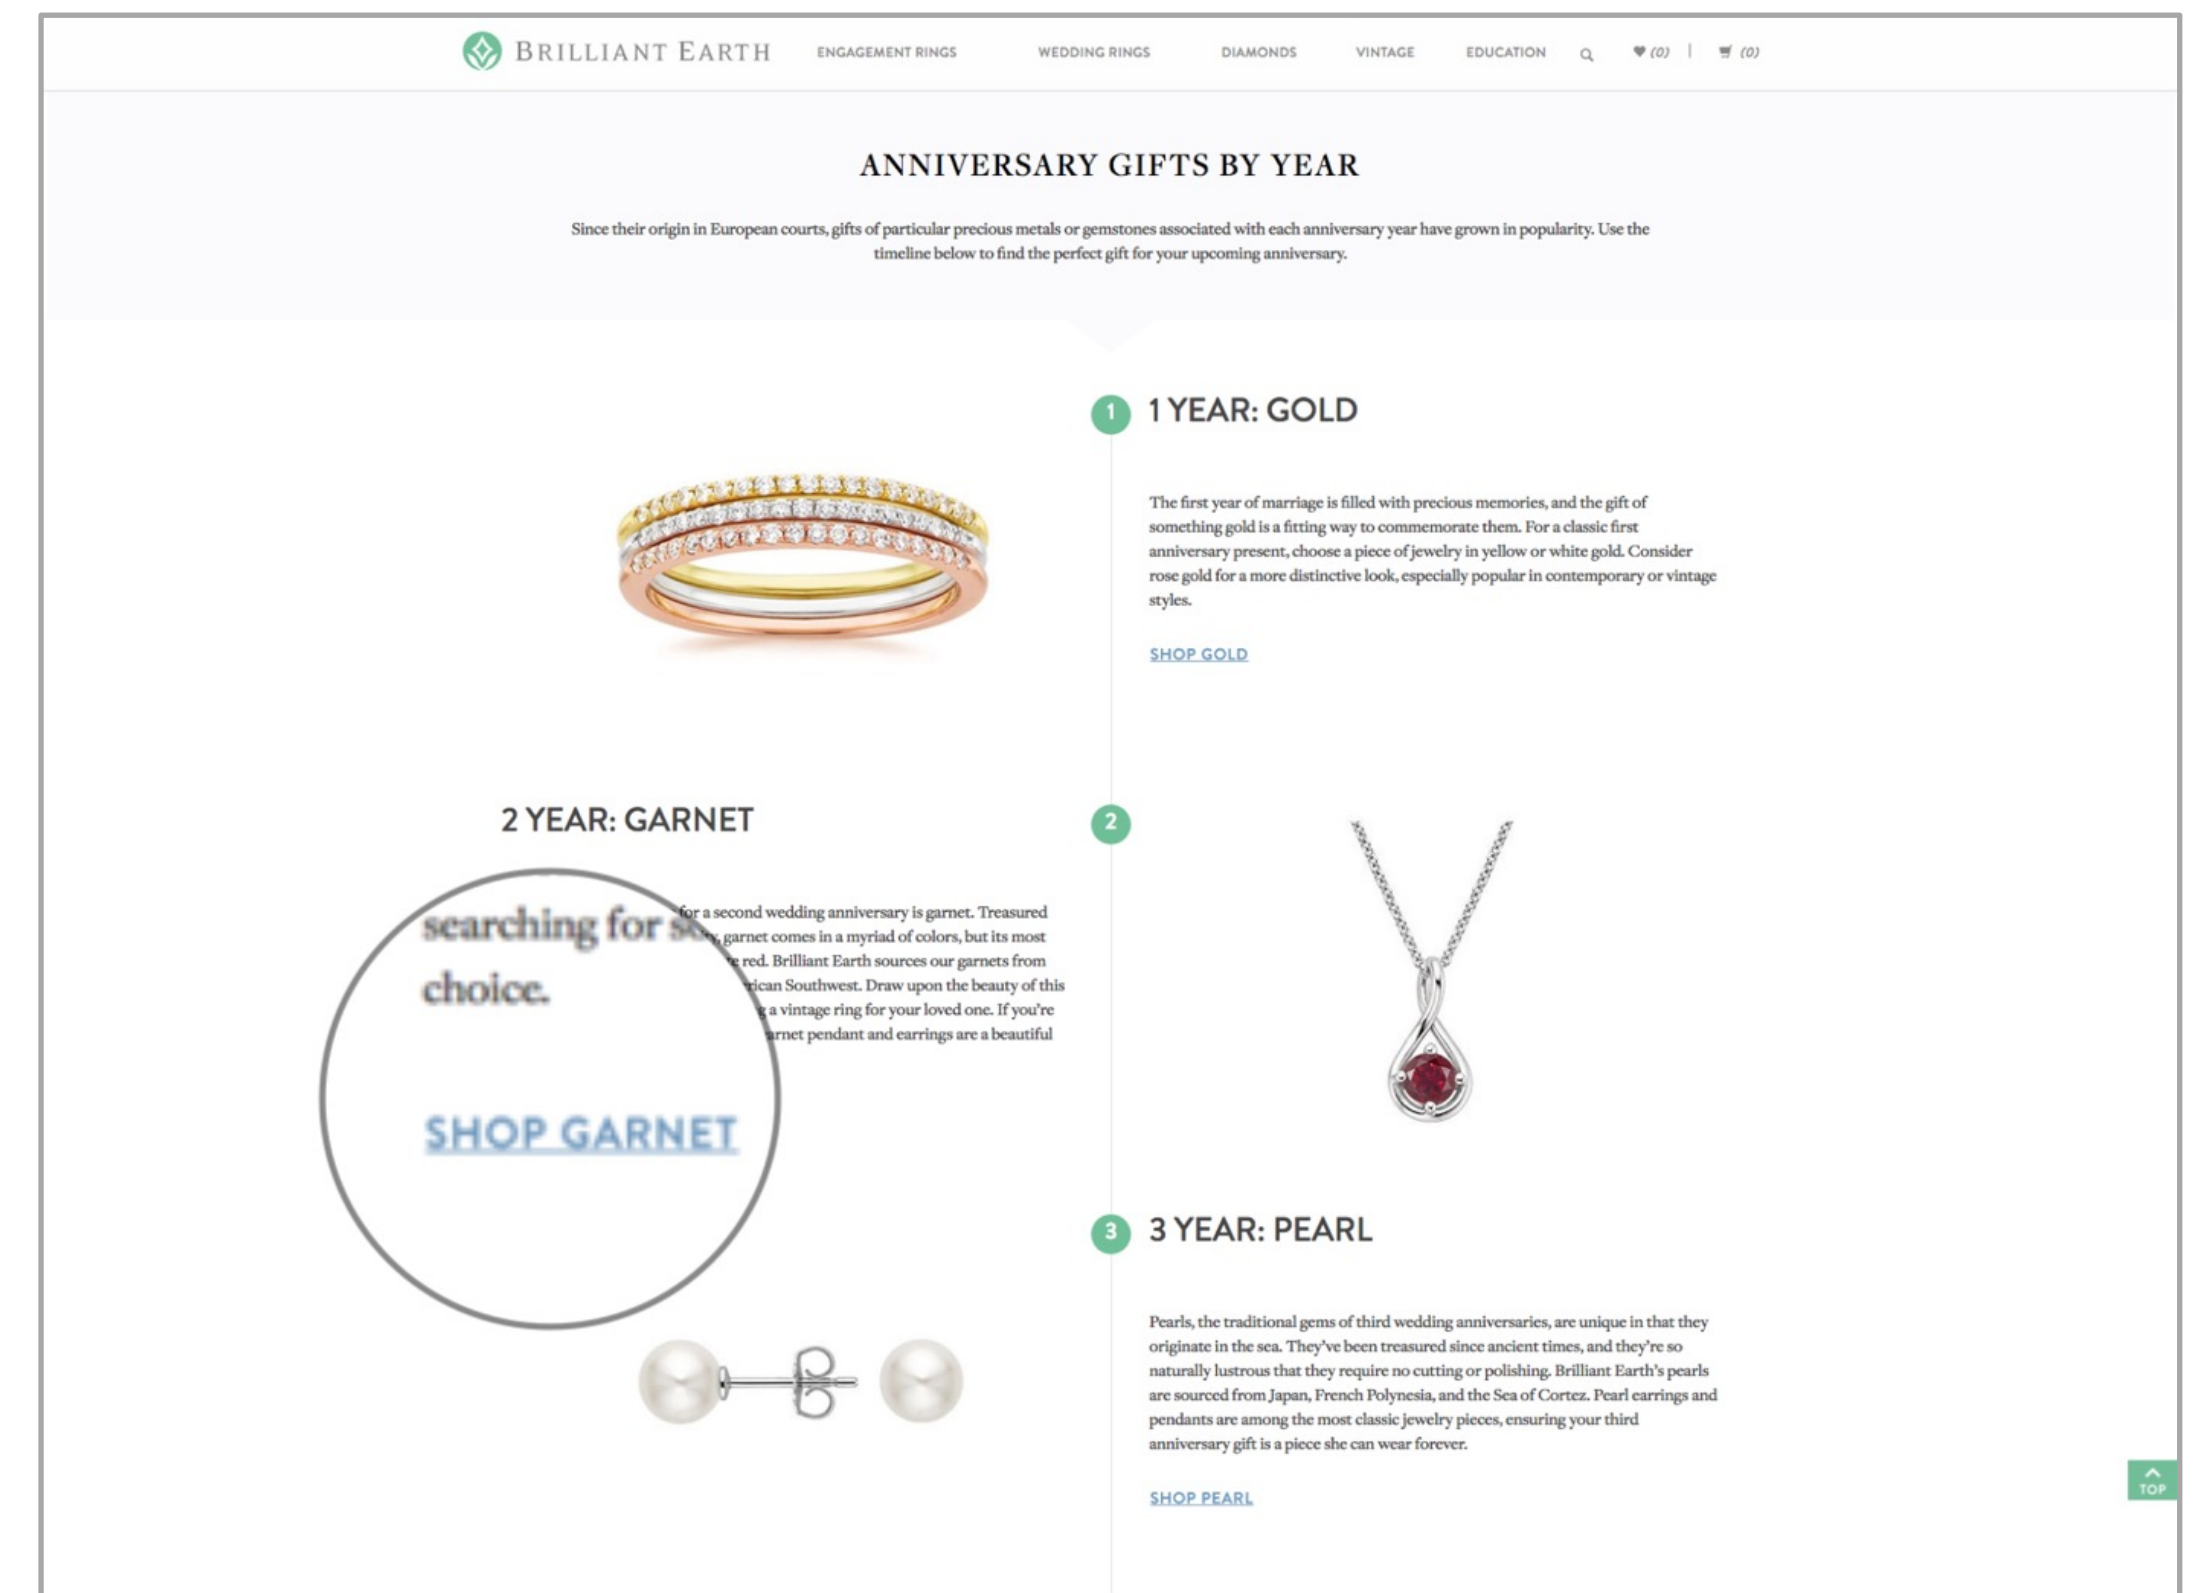 BRILLIANT EARTH ENGAGEMENT RINGS WEDDING RINGS DIAMONDS VINTAGE EDUCATION (0) | (0)
ANNIVERSARY GIFTS BY YEAR
Since their origin in European courts, gifts of particular precious metals or gemstones associated with each anniversary year have grown in popularity. Use the
timeline below to find the perfect gift for your upcoming anniversary.
1 1 YEAR: GOLD
The first year of marriage is filled with precious memories, and the gift of
something gold is a fitting way to commemorate them. For a classic first
anniversary present, choose a piece of jewelry in yellow or white gold. Consider
rose gold for a more distinctive look, especially popular in contemporary or vintage
styles.
SHOP GOLD
2 YEAR: GARNET 2
for a second wedding anniversary is garnet. Treasured
garnet comes in a myriad of colors, but its most
red. Brilliant Earth sources our garnets from
Southwest. Draw upon the beauty of this
a vintage ring for your loved one. If you're
pendant and earrings are a beautiful
searching for
choice.
SHOP GARNET
3 3 YEAR: PEARL
Pearls, the traditional gems of third wedding anniversaries, are unique in that they
originate in the sea. They've been treasured since ancient times, and they're so
naturally lustrous that they require no cutting or polishing. Brilliant Earth's pearls
are sourced from Japan, French Polynesia, and the Sea of Cortez. Pearl earrings and
pendants are among the most classic jewelry pieces, ensuring your third
anniversary gift is a piece she can wear forever.
SHOP PEARL
TOP